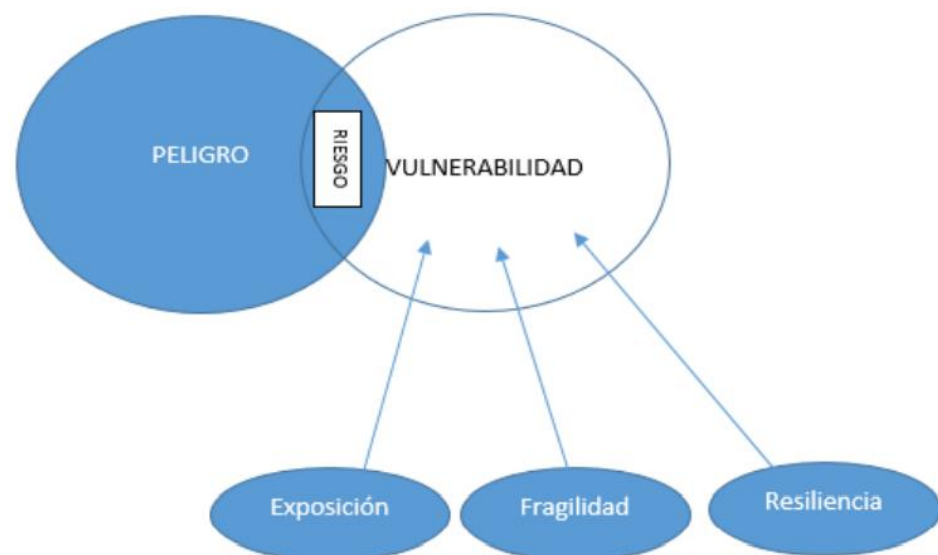 PELIGRO
RIESGO
VULNERABILIDAD
Exposición
Fragilidad
Resiliencia